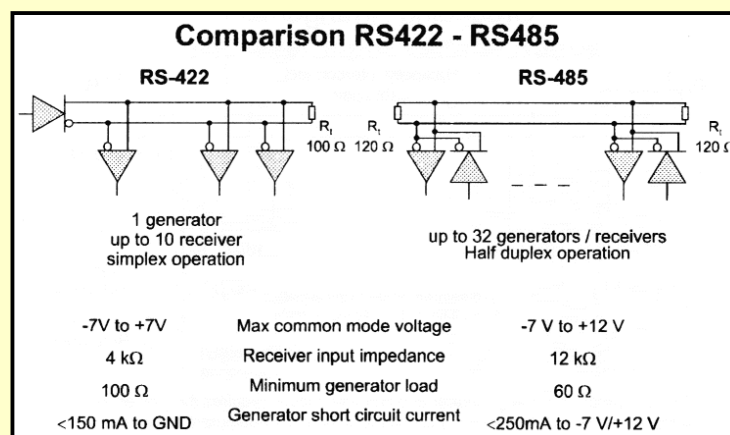 Comparison RS422 - RS485
RS-422
RS-485
Rt
100 Ω
Rt
120 Ω
Rt
120 Ω
1 generator
up to 10 receiver
simplex operation
up to 32 generators / receivers
Half duplex operation
-7V to +7V Max common mode voltage -7 V to +12 V
4 kΩ Receiver input impedance 12 kΩ
100 Ω Minimum generator load 60 Ω
<150 mA to GND Generator short circuit current <250mA to -7 V/+12 V